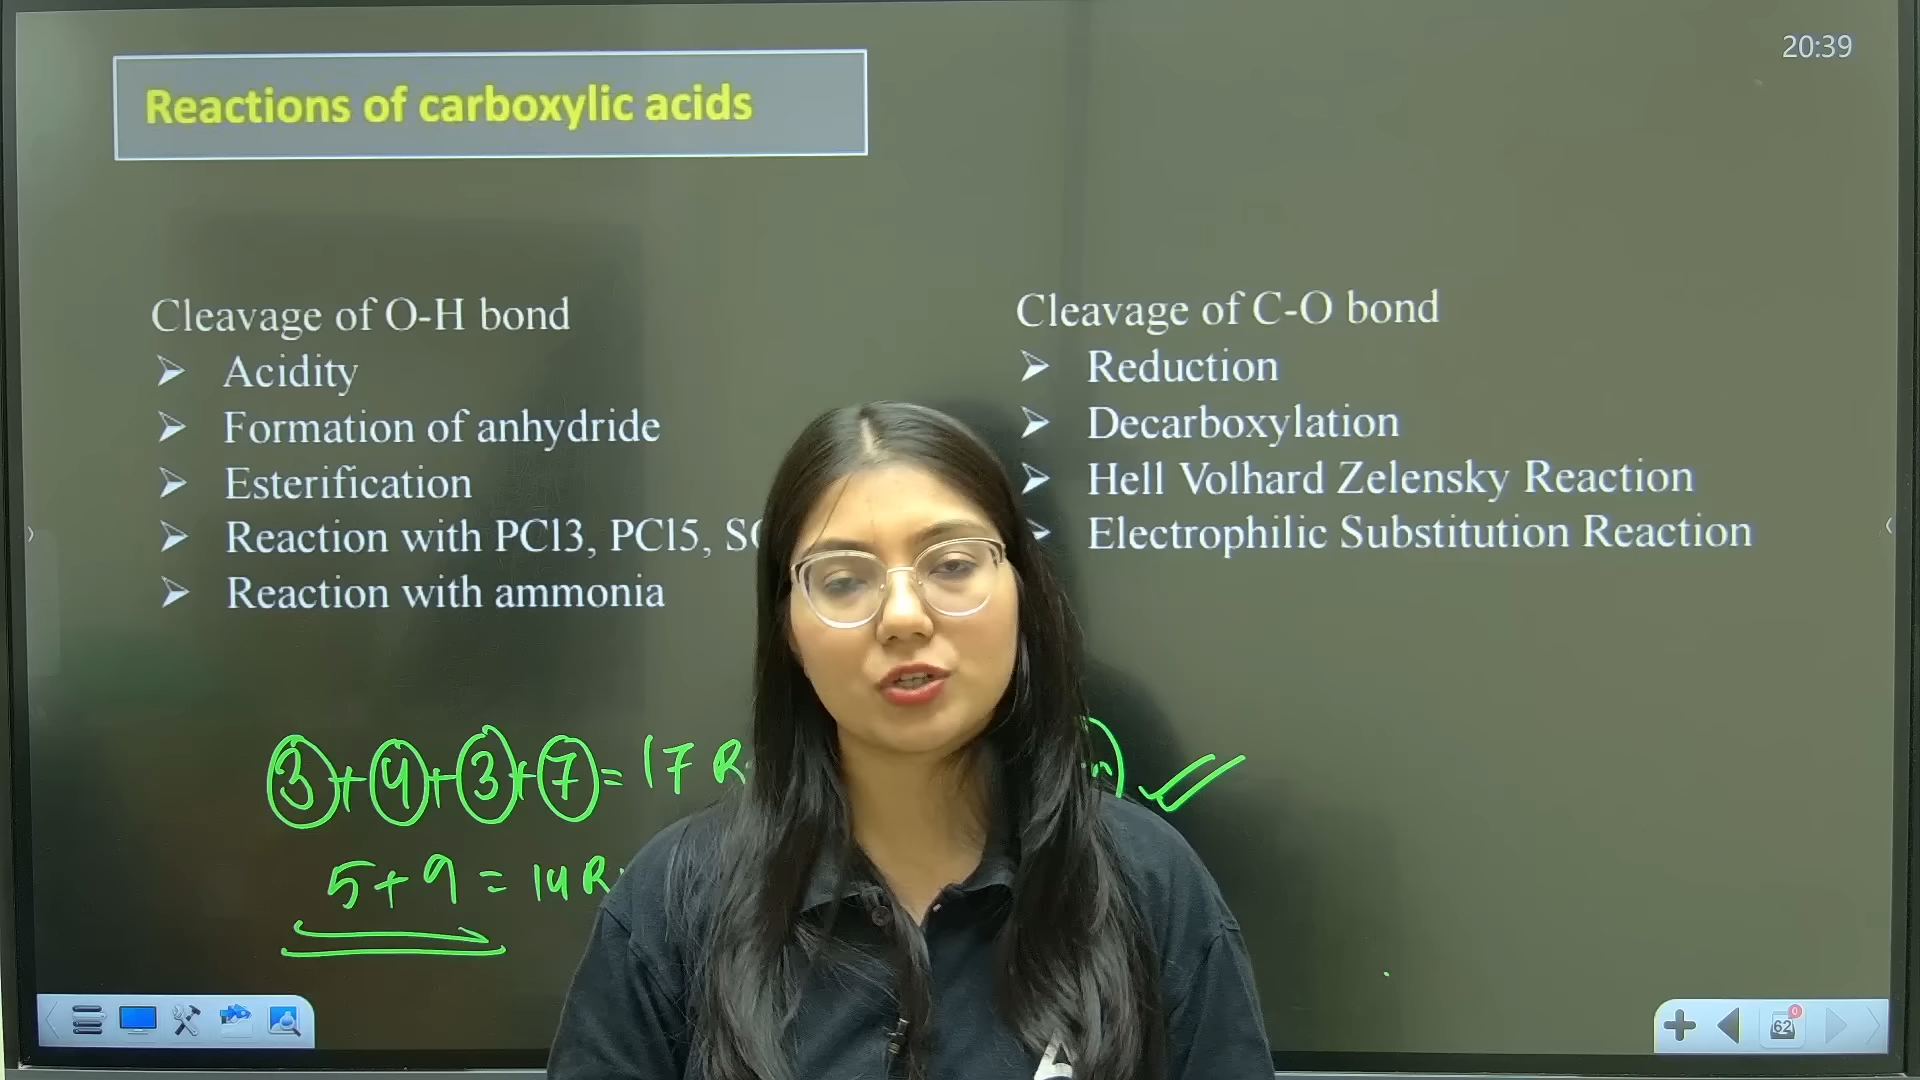 20:39
Reactions of carboxylic acids
Cleavage of O-H bond
➢ Acidity
➢ Formation of anhydride
➢ Esterification
➢ Reaction with PCl3, PCl5,
➢ Reaction with ammonia
Cleavage of C-O bond
➢ Reduction
➢ Decarboxylation
➢ Hell Volhard Zelensky Reaction
➢ Electrophilic Substitution Reaction
3+4+3+7=17 R
5+9=14 R
62
0